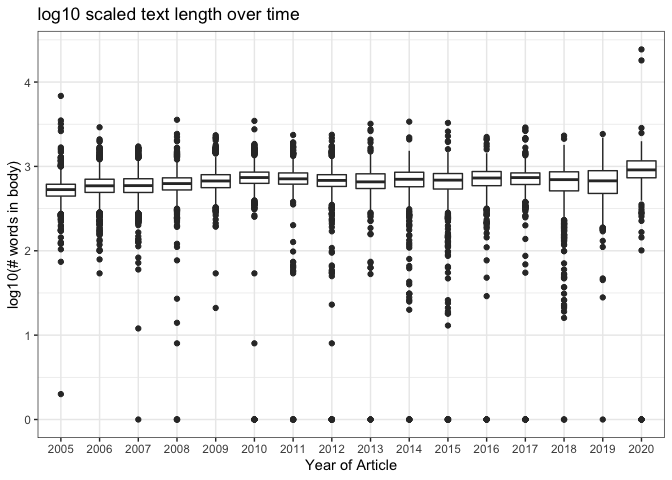 log10 scaled text length over time
log10(# words in body)
4
3
2
1
0
2005 2006 2007 2008 2009 2010 2011 2012 2013 2014 2015 2016 2017 2018 2019 2020
Year of Article